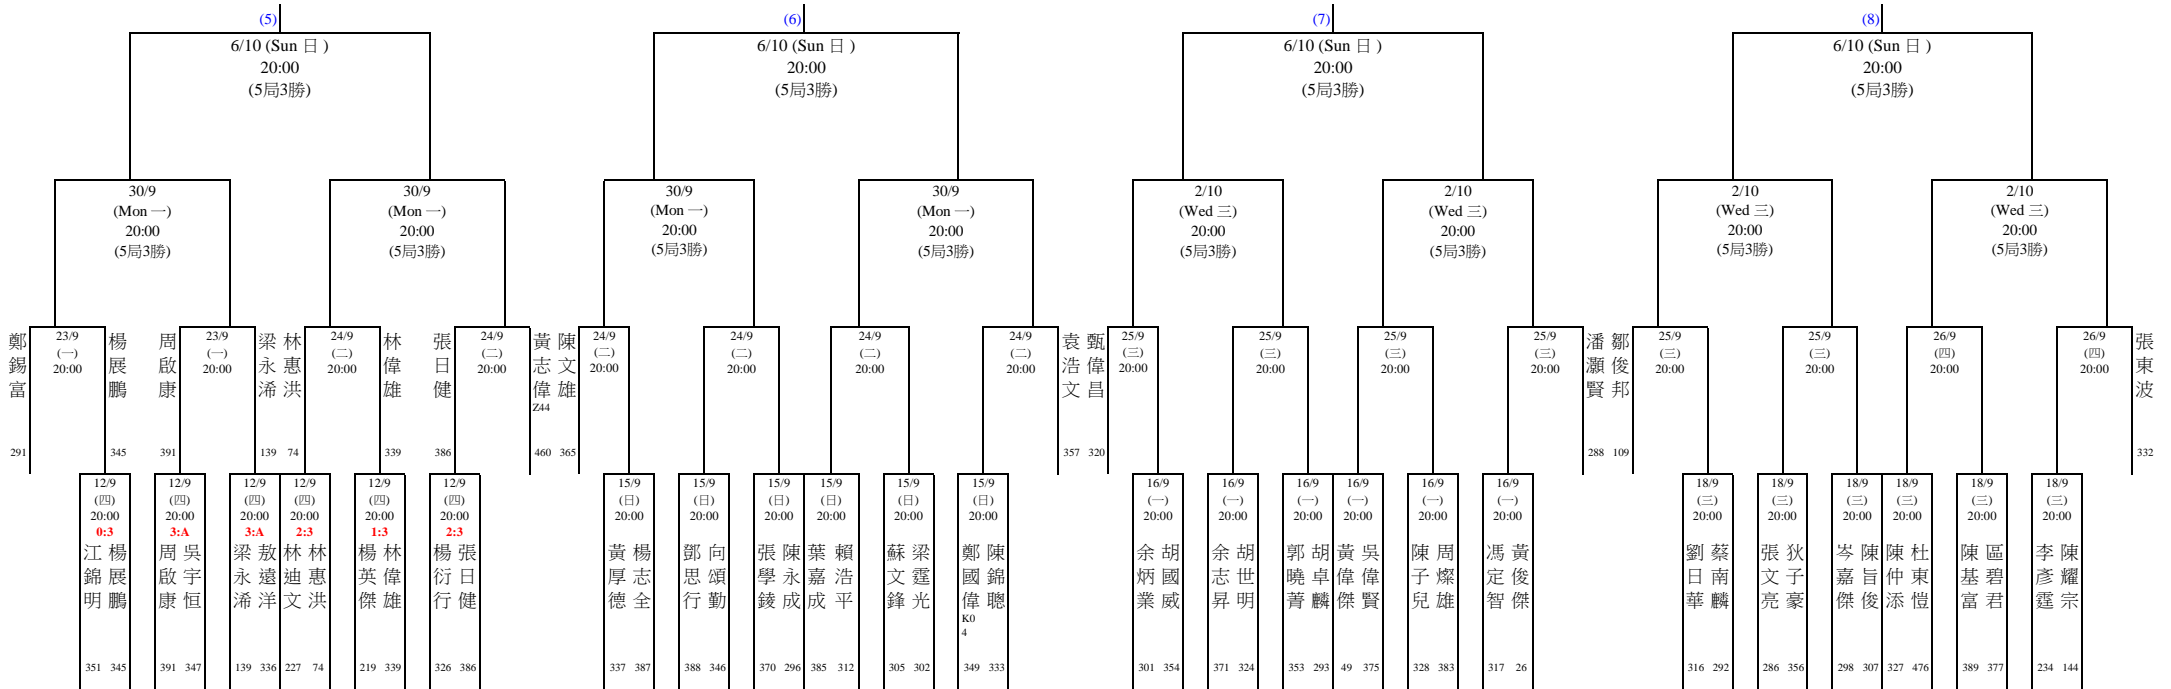 (5)
(6)
(7)
(8)
6/10 (Sun 日 )
20:00
(5局3勝)
6/10 (Sun 日 )
20:00
(5局3勝)
6/10 (Sun 日 )
20:00
(5局3勝)
6/10 (Sun 日 )
20:00
(5局3勝)
30/9
(Mon 一)
20:00
(5局3勝)
30/9
(Mon 一)
20:00
(5局3勝)
30/9
(Mon 一)
20:00
(5局3勝)
30/9
(Mon 一)
20:00
(5局3勝)
2/10
(Wed 三)
20:00
(5局3勝)
2/10
(Wed 三)
20:00
(5局3勝)
2/10
(Wed 三)
20:00
(5局3勝)
2/10
(Wed 三)
20:00
(5局3勝)
鄭錫富
291
23/9
(一)
20:00
楊展鵬
345
周啟康
391
23/9
(一)
20:00
梁永浠
139
林惠洪
74
24/9
(二)
20:00
林偉雄
339
張日健
386
24/9
(二)
20:00
黃志偉
Z44
460
陳文雄
365
24/9
(二)
20:00
24/9
(二)
20:00
24/9
(二)
20:00
24/9
(二)
20:00
袁浩文
357
甄偉昌
320
25/9
(三)
20:00
25/9
(三)
20:00
25/9
(三)
20:00
25/9
(三)
20:00
潘灝賢
288
鄒俊邦
109
25/9
(三)
20:00
25/9
(三)
20:00
26/9
(四)
20:00
26/9
(四)
20:00
張東波
332
12/9
(四)
20:00
0:3
江錦明
楊展鵬
351 345
12/9
(四)
20:00
3:A
周啟康
吳宇恒
391 347
12/9
(四)
20:00
3:A
梁永浠
敖遠洋
139 336
12/9
(四)
20:00
2:3
林迪文
林惠洪
227 74
12/9
(四)
20:00
1:3
楊英傑
林偉雄
219 339
12/9
(四)
20:00
2:3
楊衍行
張日健
326 386
15/9
(日)
20:00
黃厚德
楊志全
337 387
15/9
(日)
20:00
鄧思行
向頌勤
388 346
15/9
(日)
20:00
張學錂
陳永成
370 296
15/9
(日)
20:00
葉嘉成
賴浩平
385 312
15/9
(日)
20:00
蘇文鋒
梁霆光
305 302
15/9
(日)
20:00
鄭國偉
K0
4
陳錦聰
349 333
16/9
(一)
20:00
余炳業
胡國威
301 354
16/9
(一)
20:00
余志昇
胡世明
371 324
16/9
(一)
20:00
郭曉菁
胡卓麟
353 293
16/9
(一)
20:00
黃偉傑
吳偉賢
49 375
16/9
(一)
20:00
陳子兒
周燦雄
328 383
16/9
(一)
20:00
馮定智
黃俊傑
317 26
18/9
(三)
20:00
劉日華
蔡南麟
316 292
18/9
(三)
20:00
張文亮
狄子豪
286 356
18/9
(三)
20:00
岑嘉傑
陳旨俊
298 307
18/9
(三)
20:00
陳仲添
杜東愷
327 476
18/9
(三)
20:00
陳基富
區碧君
389 377
18/9
(三)
20:00
李彥霆
陳耀宗
234 144